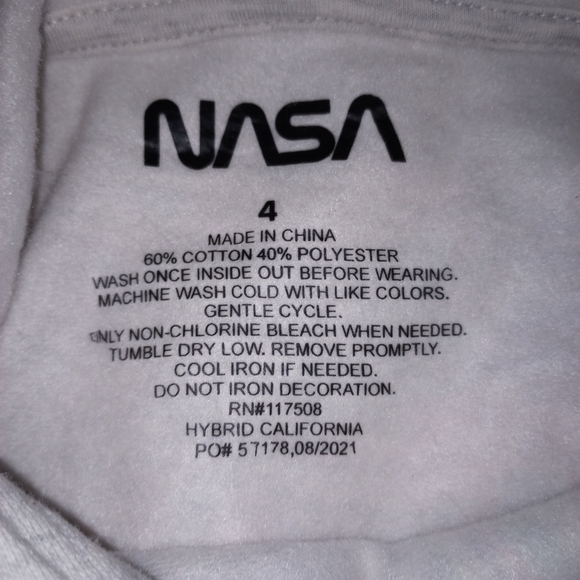 NASA
4
MADE IN CHINA
60% COTTON 40% POLYESTER
WASH ONCE INSIDE OUT BEFORE WEARING.
MACHINE WASH COLD WITH LIKE COLORS.
GENTLE CYCLE.
ONLY NON-CHLORINE BLEACH WHEN NEEDED.
TUMBLE DRY LOW. REMOVE PROMPTLY.
COOL IRON IF NEEDED.
DO NOT IRON DECORATION.
RN#117508
HYBRID CALIFORNIA
PO# 57178,08/2021